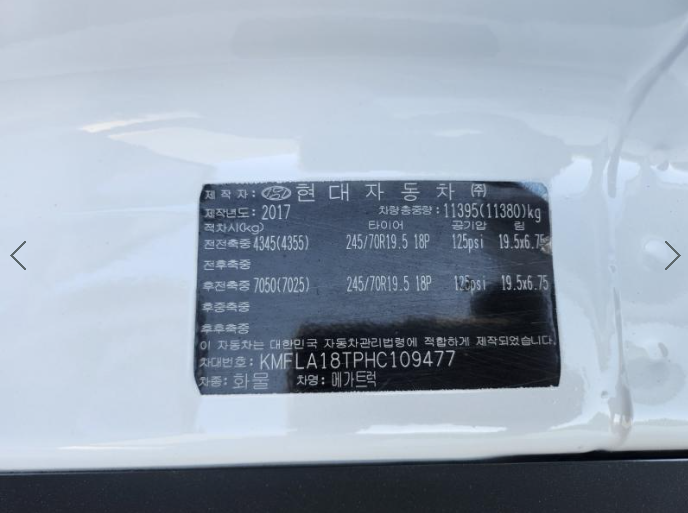 제작자: 현대자동차 ㈜
제작년도: 2017 차량총중량: 11395(11380)kg
적차시(kg) 타이어 공기압 림
전전축중 4345(4355) 245/70R19.5 18P 125psi 19.5x6.75
전후축중
후전축중 7050(7025) 245/70R19.5 18P 125psi 19.5x6.75
후중축중
후후축중
이 자동차는 대한민국 자동차관리법령에 적합하게 제작되었습니다.
차대번호: KMFLA18TPHC109477
차종: 화물 차명: 메가트럭